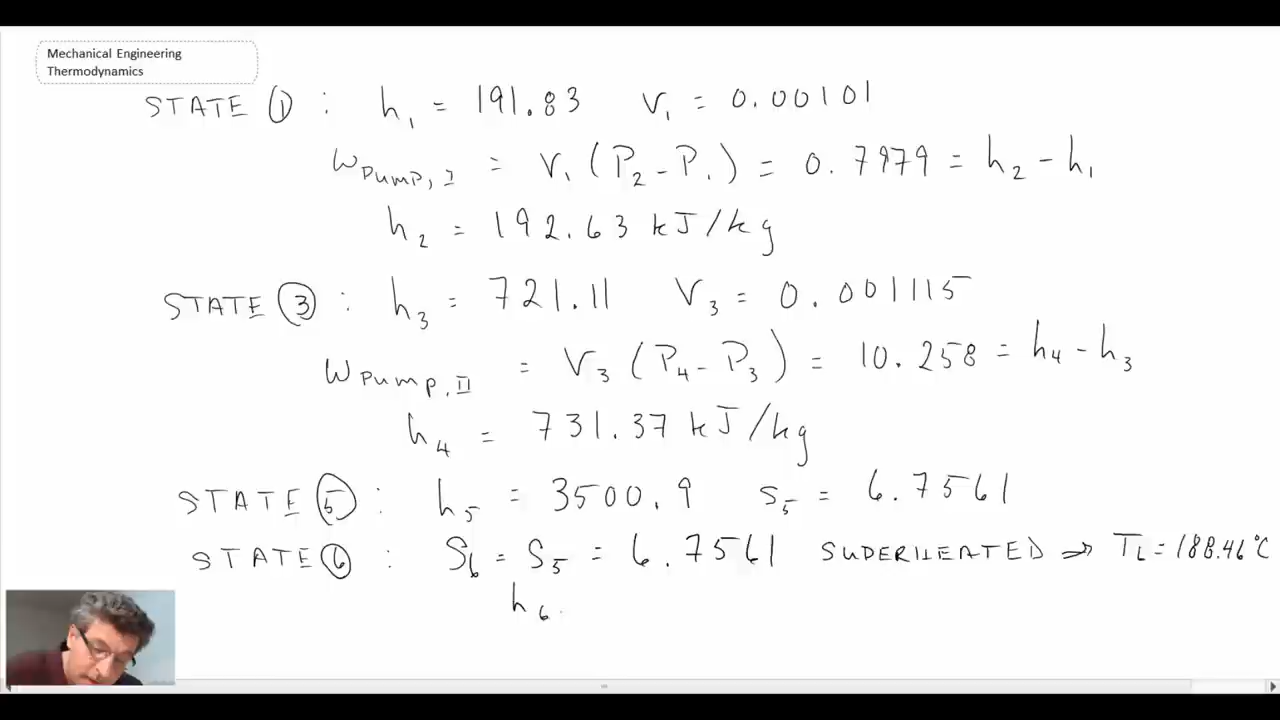 Mechanical Engineering
Thermodynamics
STATE ① : h₁ = 191.83 v₁ = 0.00101
w_Pump,I = v₁ (P₂ - P₁) = 0.7979 = h₂ - h₁
h₂ = 192.63 kJ/kg
STATE ③ : h₃ = 721.11 v₃ = 0.001115
w_Pump,II = v₃ (P₄ - P₃) = 10.258 = h₄ - h₃
h₄ = 731.37 kJ/kg
STATE ⑤ : h₅ = 3500.9 s₅ = 6.7561
STATE ⑥ : s₆ = s₅ = 6.7561 SUPERHEATED ⇒ T₆ = 188.46°C
h₆